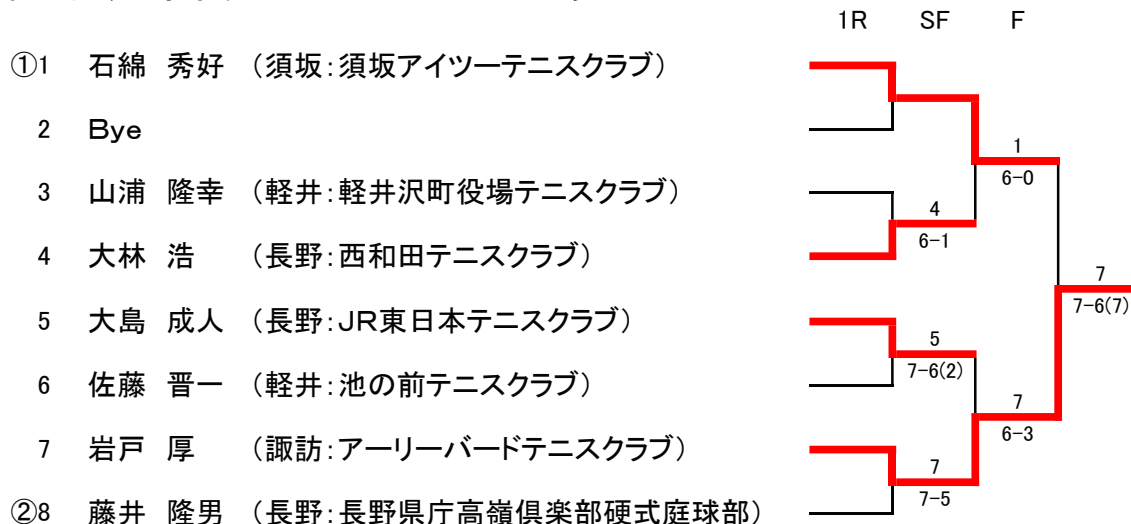 1R SF F
①1 石綿 秀好 （須坂：須坂アイツーテニスクラブ）
2 Bye
1
6-0
3 山浦 隆幸 （軽井：軽井沢町役場テニスクラブ）
4
6-1
4 大林 浩 （長野：西和田テニスクラブ）
7
7-6(7)
5 大島 成人 （長野：JR東日本テニスクラブ）
5
7-6(2)
6 佐藤 晋一 （軽井：池の前テニスクラブ）
7
6-3
7 岩戸 厚 （諏訪：アーリーバードテニスクラブ）
7
7-5
②8 藤井 隆男 （長野：長野県庁高嶺倶楽部硬式庭球部）